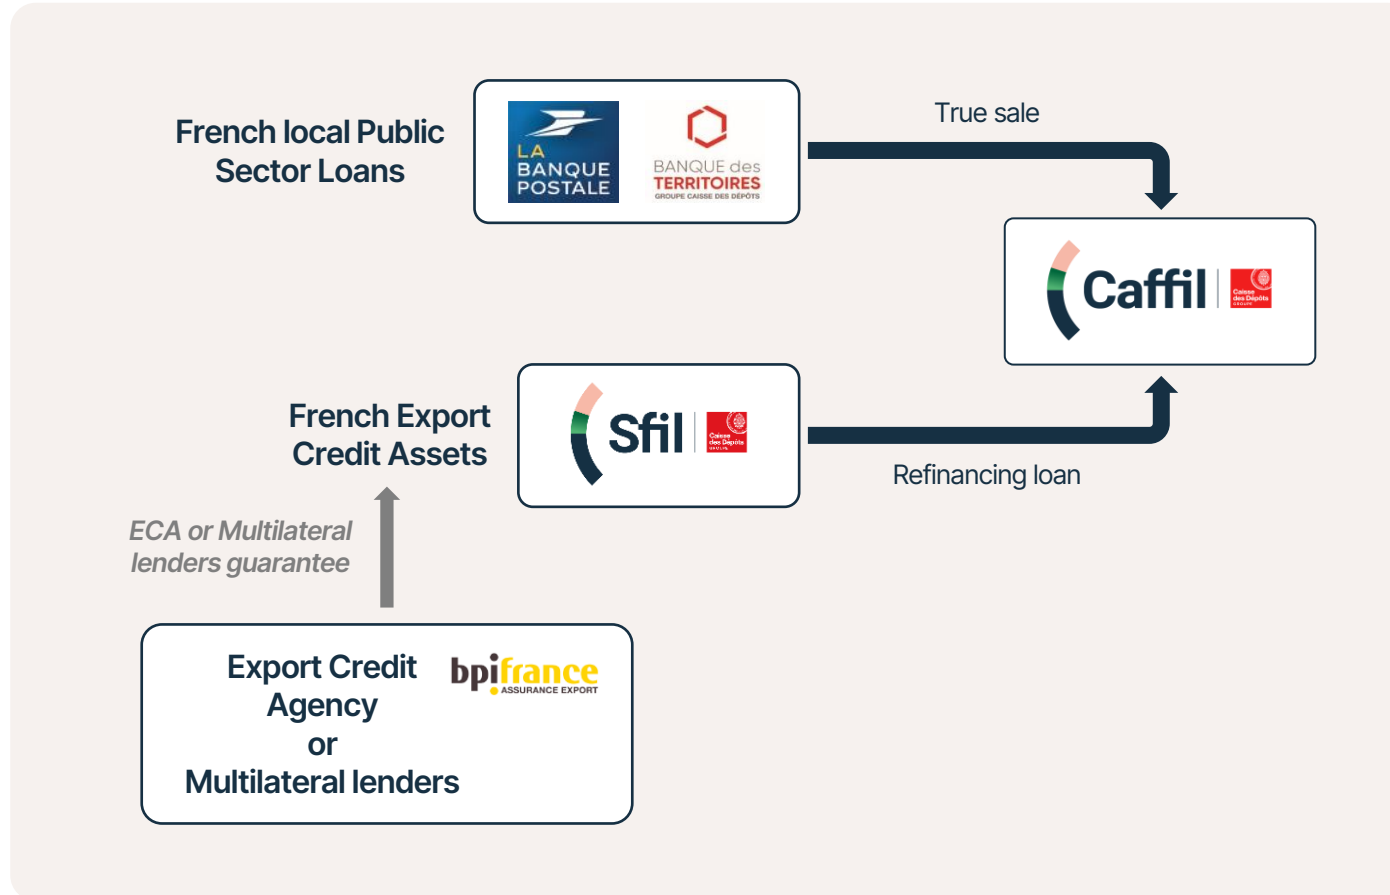 French local Public
Sector Loans
LA
BANQUE
POSTALE
BANQUE des
TERRITOIRES
GROUPE CAISSE DES DÉPÔTS
True sale
Caffil
Caisse
des Dépôts
GROUPE
French Export
Credit Assets
Sfil
Caisse
des Dépôts
GROUPE
Refinancing loan
ECA or Multilateral
lenders guarantee
Export Credit
Agency
or
Multilateral lenders
bpifrance
ASSURANCE EXPORT